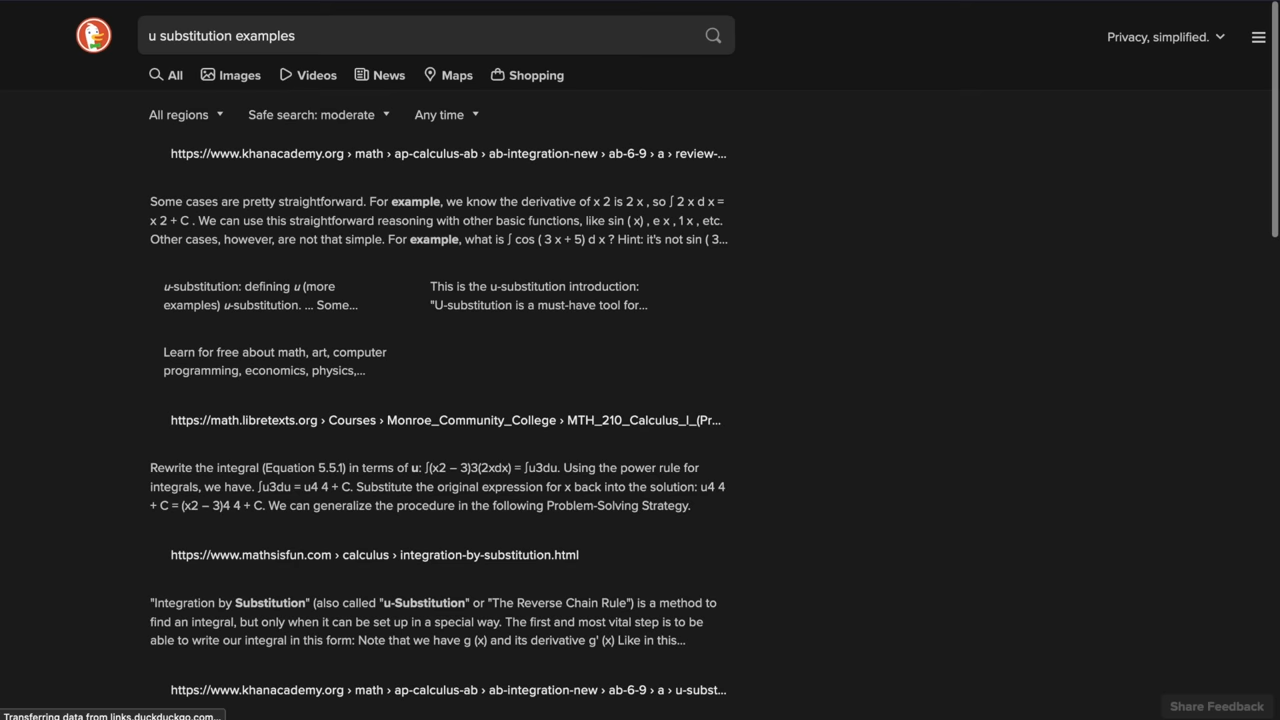 u substitution examples
Privacy, simplified.
All
Images
Videos
News
Maps
Shopping
All regions
Safe search: moderate
Any time
https://www.khanacademy.org › math › ap-calculus-ab › ab-integration-new › ab-6-9 › a › review-...
Some cases are pretty straightforward. For example, we know the derivative of x 2 is 2 x , so ∫ 2 x d x =
x 2 + C . We can use this straightforward reasoning with other basic functions, like sin ( x) , e x , 1 x , etc.
Other cases, however, are not that simple. For example, what is ∫ cos ( 3 x + 5) d x ? Hint: it's not sin ( 3...
u-substitution: defining u (more
examples) u-substitution. ... Some...
This is the u-substitution introduction:
"U-substitution is a must-have tool for...
Learn for free about math, art, computer
programming, economics, physics,...
https://math.libretexts.org › Courses › Monroe_Community_College › MTH_210_Calculus_I_(Pr...
Rewrite the integral (Equation 5.5.1) in terms of u: ∫(x2 − 3)3(2xdx) = ∫u3du. Using the power rule for
integrals, we have. ∫u3du = u4 4 + C. Substitute the original expression for x back into the solution: u4 4
+ C = (x2 − 3)4 4 + C. We can generalize the procedure in the following Problem-Solving Strategy.
https://www.mathsisfun.com › calculus › integration-by-substitution.html
"Integration by Substitution" (also called "u-Substitution" or "The Reverse Chain Rule") is a method to
find an integral, but only when it can be set up in a special way. The first and most vital step is to be
able to write our integral in this form: Note that we have g (x) and its derivative g' (x) Like in this...
https://www.khanacademy.org › math › ap-calculus-ab › ab-integration-new › ab-6-9 › a › u-subst...
Share Feedback
Transferring data from links.duckduckgo.com...